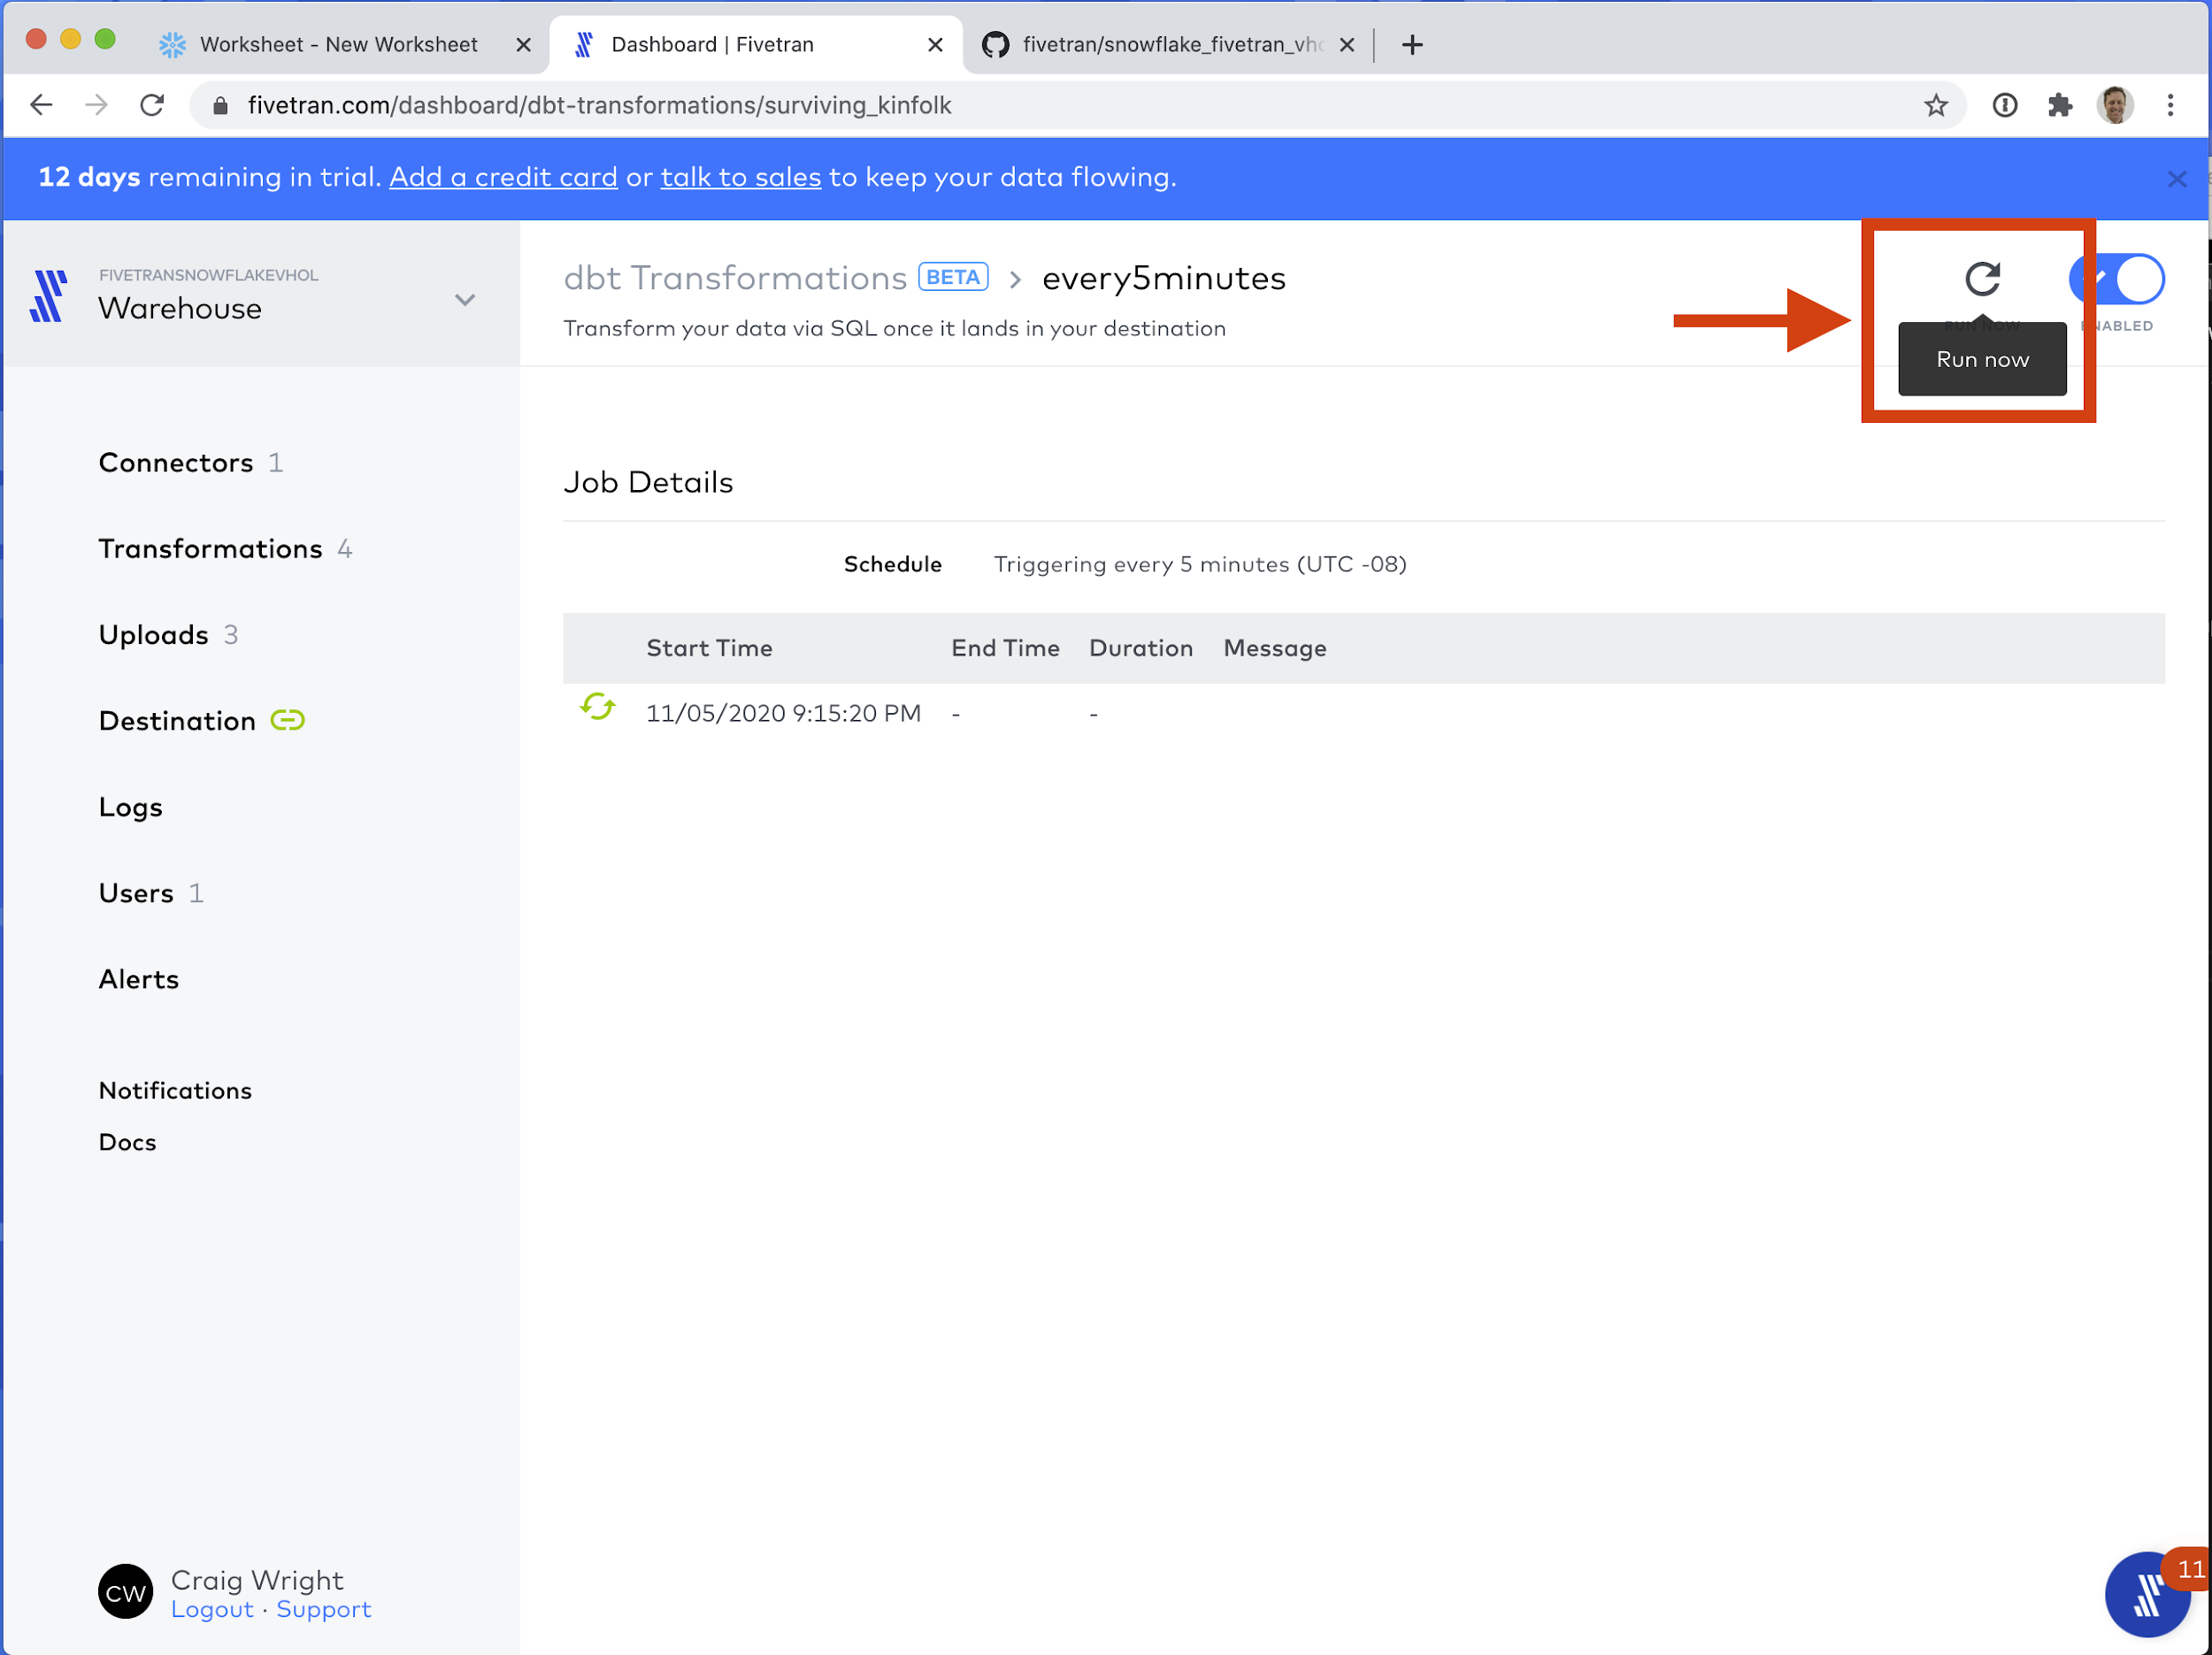 Worksheet - New Worksheet
Dashboard | Fivetran
fivetran/snowflake_fivetran_vh
fivetran.com/dashboard/dbt-transformations/surviving_kinfolk
12 days remaining in trial. Add a credit card or talk to sales to keep your data flowing.
FIVETRANSNOWFLAKEVHOL
Warehouse
dbt Transformations BETA > every5minutes
Transform your data via SQL once it lands in your destination
RUN NOW
NABLED
Run now
Connectors 1
Transformations 4
Uploads 3
Destination
Logs
Users 1
Alerts
Notifications
Docs
Job Details
Schedule Triggering every 5 minutes (UTC -08)
Start Time End Time Duration Message
11/05/2020 9:15:20 PM - -
CW
Craig Wright
Logout · Support
11